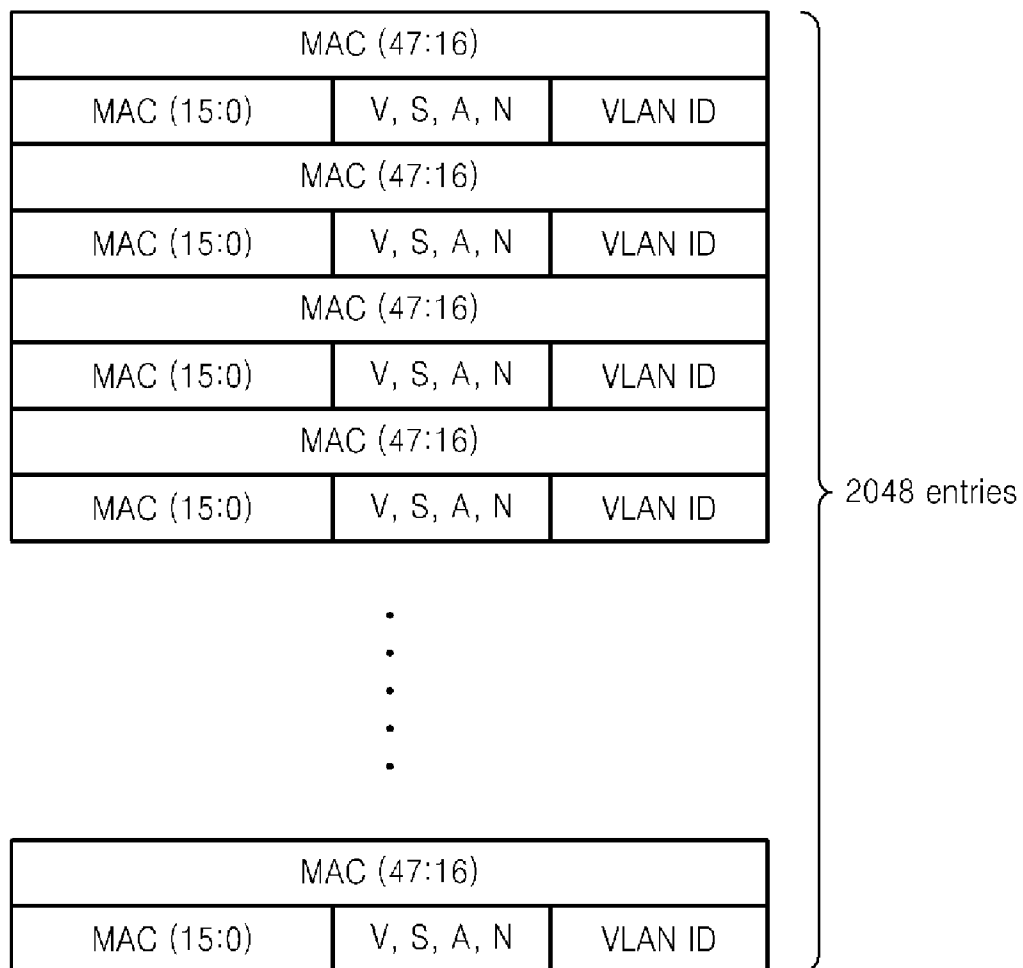 MAC (47:16)
MAC (15:0) V, S, A, N VLAN ID
MAC (47:16)
MAC (15:0) V, S, A, N VLAN ID
MAC (47:16)
MAC (15:0) V, S, A, N VLAN ID
MAC (47:16)
MAC (15:0) V, S, A, N VLAN ID
2048 entries
MAC (47:16)
MAC (15:0) V, S, A, N VLAN ID